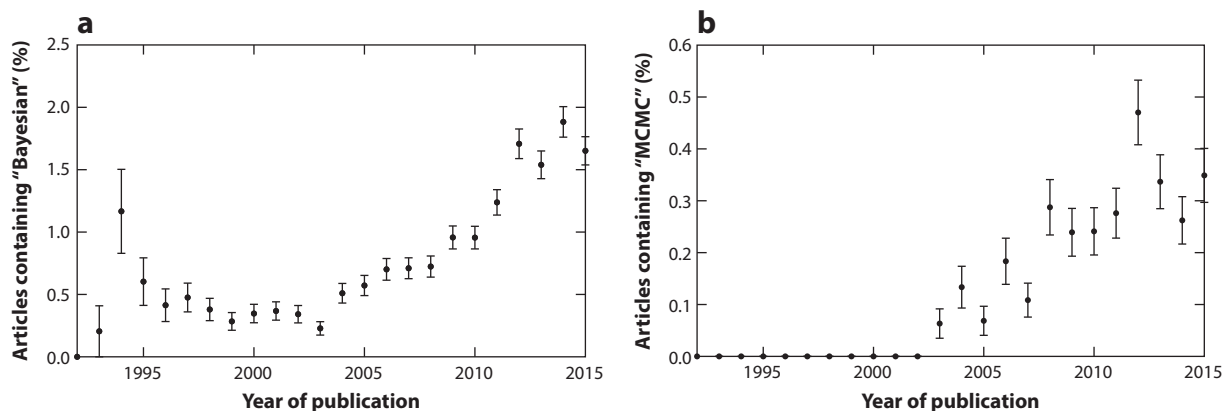 a
Articles containing “Bayesian” (%)
2.5
2.0
1.5
1.0
0.5
0.0
1995 2000 2005 2010 2015
Year of publication
b
Articles containing “MCMC” (%)
0.6
0.5
0.4
0.3
0.2
0.1
0.0
1995 2000 2005 2010 2015
Year of publication